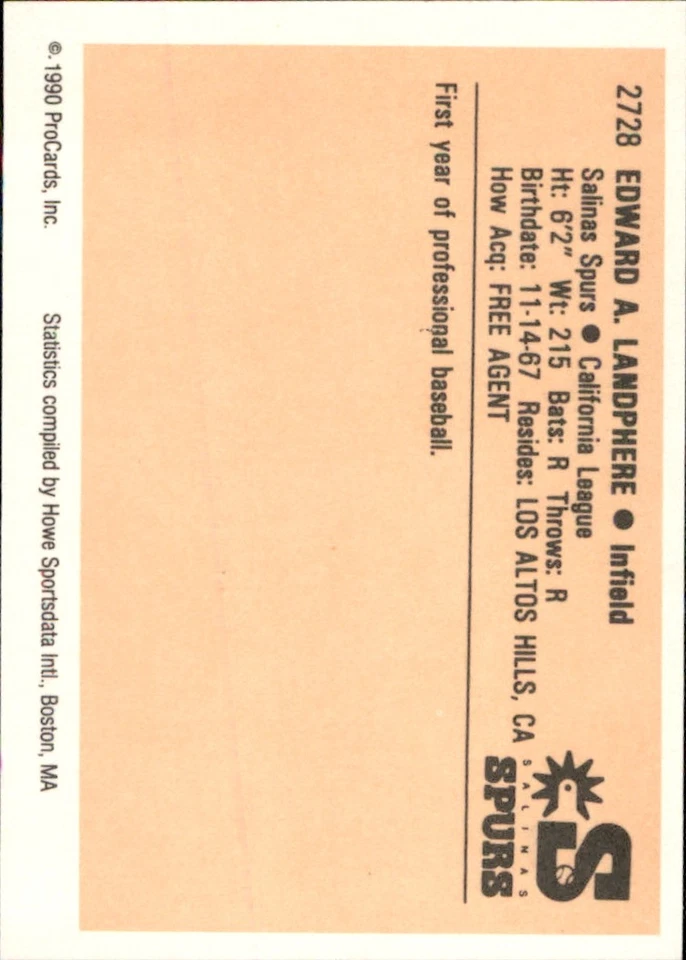 2728 EDWARD A. LANDPHERE ● Infield
Salinas Spurs ● California League
Ht: 6'2" Wt: 215 Bats: R Throws: R
Birthdate: 11-14-67 Resides: LOS ALTOS HILLS, CA
How Acq: FREE AGENT
S
SALINAS
SPURS
First year of professional baseball.
©. 1990 ProCards, Inc. Statistics compiled by Howe Sportsdata Intl., Boston, MA